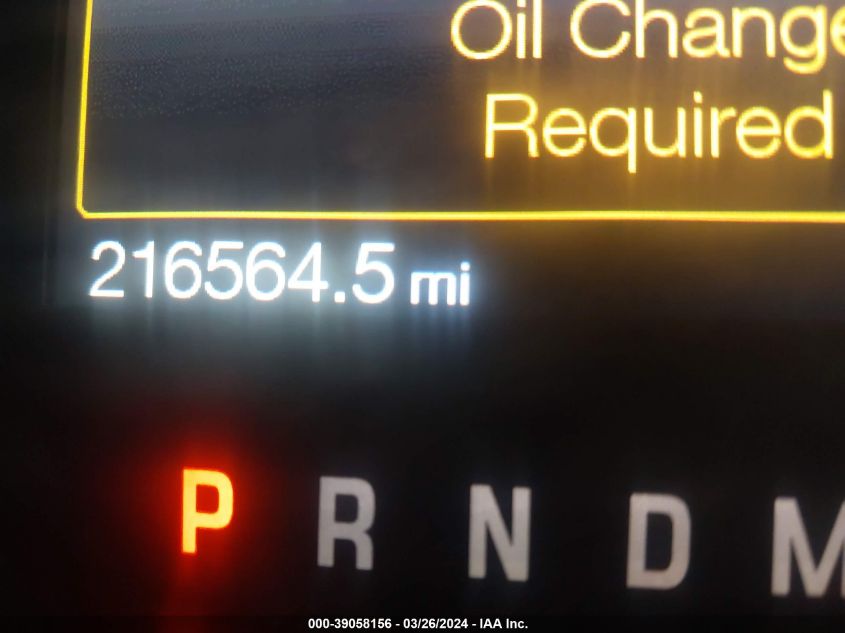 Oil Change
Required
216564.5 mi
P R N D M
000-39058156 - 03/26/2024 - IAA Inc.